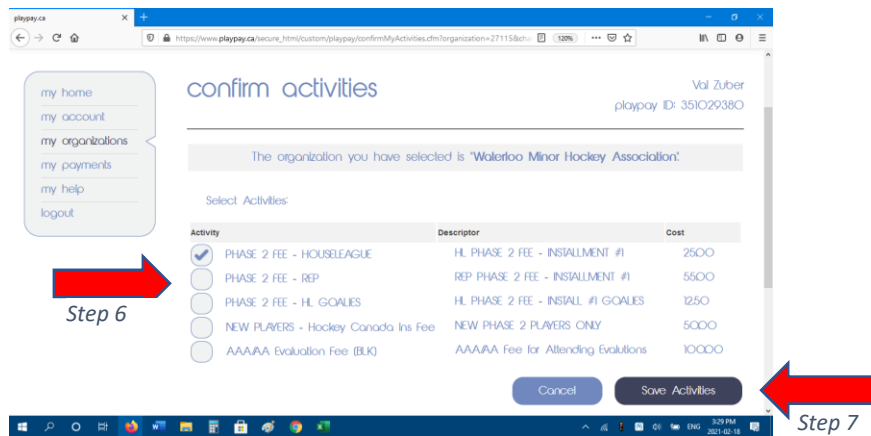 playpay.ca
https://www.playpay.ca/secure_html/custom/playpay/confirmMyActivities.cfm?organization=27115&cha
120%
my home
my account
my organizations
my payments
my help
logout
confirm activities
Val Zuber
playpay ID: 351029380
The organization you have selected is "Walerloo Minor Hockey Association".
Select Activities:
Activity Descriptor Cost
PHASE 2 FEE - HOUSELEAGUE HL PHASE 2 FEE - INSTALLMENT #1 25.00
PHASE 2 FEE - REP REP PHASE 2 FEE - INSTALLMENT #1 55.00
PHASE 2 FEE - HL GOALIES HL PHASE 2 FEE - INSTALL #1 GOALIES 12.50
NEW PLAYERS - Hockey Canada Ins Fee NEW PHASE 2 PLAYERS ONLY 50.00
AAA/AA Evaluation Fee (BLK) AAA/AA Fee for Attending Evalutions 100.00
Cancel Save Activities
Step 6
Step 7
ENG
3:29 PM
2021-02-18